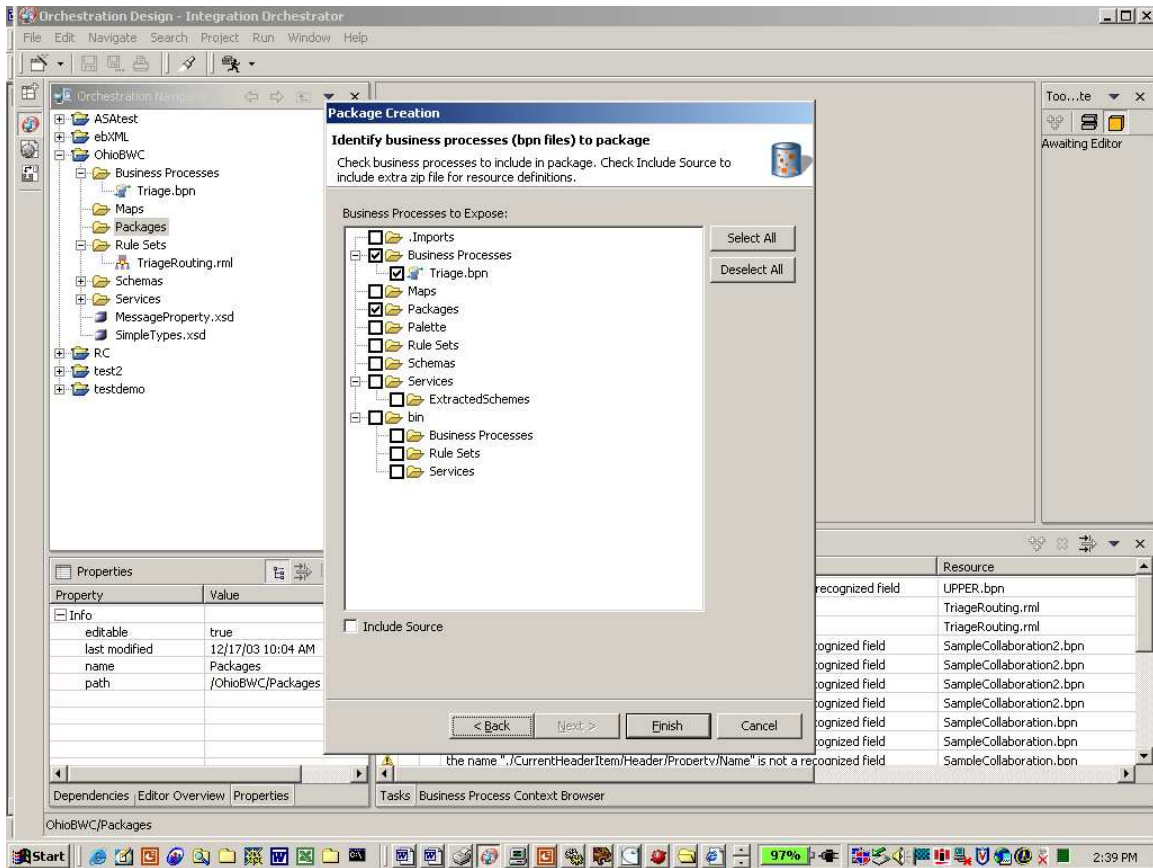 Orchestration Design - Integration Orchestrator
File Edit Navigate Search Project Run Window Help
Orchestration
ASAtest
ebXML
OhioBWC
Business Processes
Triage.bpn
Maps
Packages
Rule Sets
TriageRouting.rml
Schemas
Services
MessageProperty.xsd
SimpleTypes.xsd
RC
test2
testdemo
Package Creation
Identify business processes (bpn files) to package
Check business processes to include in package. Check Include Source to
include extra zip file for resource definitions.
Business Processes to Expose:
.Imports
Business Processes
Triage.bpn
Maps
Packages
Palette
Rule Sets
Schemas
Services
ExtractedSchemes
bin
Business Processes
Rule Sets
Services
Select All
Deselect All
Include Source
< Back Next > Finish Cancel
Too...te
Awaiting Editor
Properties
Property Value
Info
editable true
last modified 12/17/03 10:04 AM
name Packages
path /OhioBWC/Packages
Resource
recognized field UPPER.bpn
TriageRouting.rml
TriageRouting.rml
ognized field SampleCollaboration2.bpn
ognized field SampleCollaboration2.bpn
ognized field SampleCollaboration2.bpn
ognized field SampleCollaboration2.bpn
ognized field SampleCollaboration.bpn
ognized field SampleCollaboration.bpn
the name "./CurrentHeaderItem/Header/Property/Name" is not a recognized field SampleCollaboration.bpn
Dependencies Editor Overview Properties
Tasks Business Process Context Browser
OhioBWC/Packages
Start
97%
2:39 PM